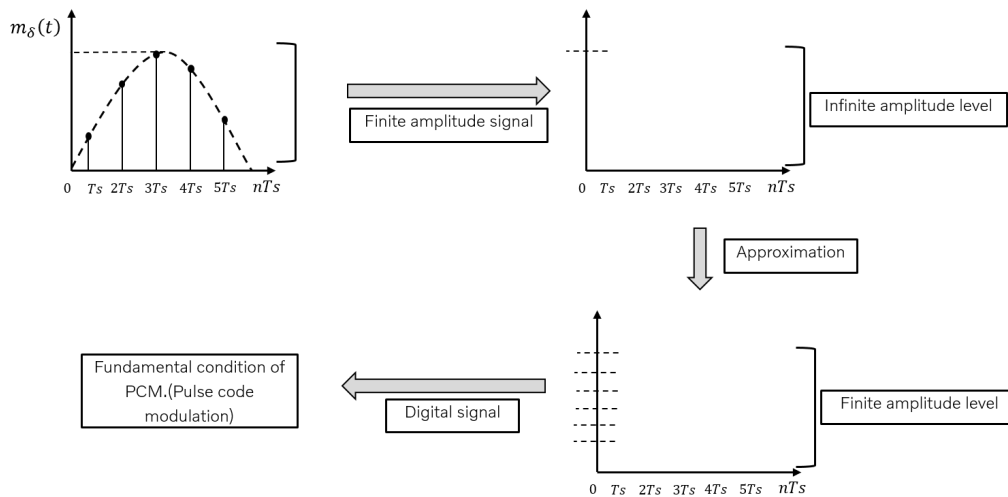 m_δ(t)
0 Ts 2Ts 3Ts 4Ts 5Ts nTs
Finite amplitude signal
0 Ts 2Ts 3Ts 4Ts 5Ts nTs
Infinite amplitude level
Approximation
Fundamental condition of
PCM.(Pulse code
modulation)
Digital signal
0 Ts 2Ts 3Ts 4Ts 5Ts nTs
Finite amplitude level